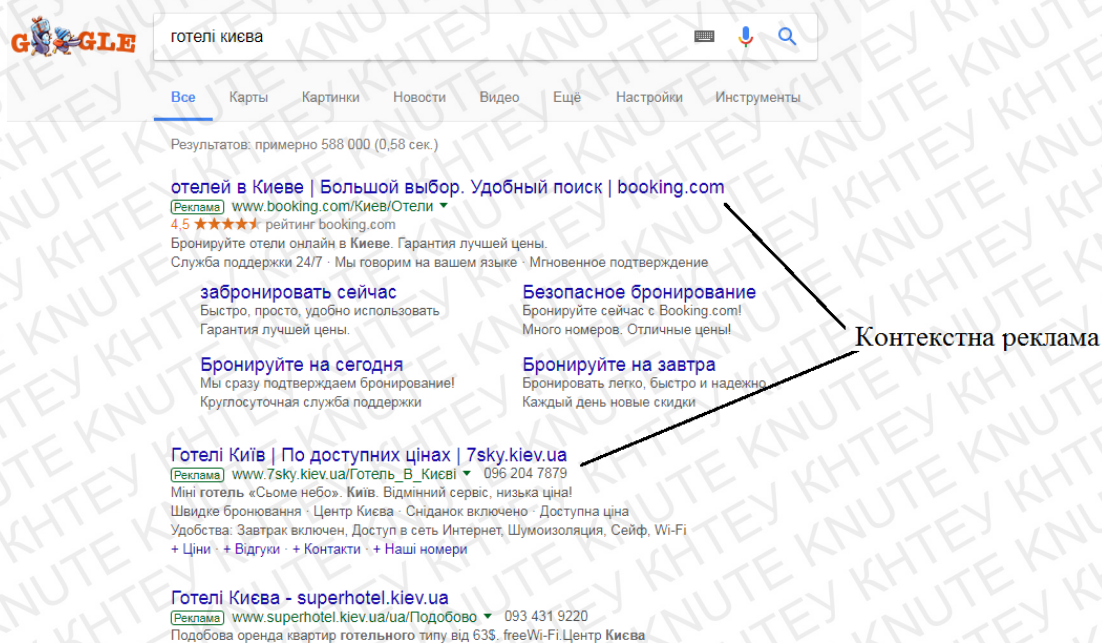 GOOGLE
готелі києва
Все Карты Картинки Новости Видео Ещё Настройки Инструменты
Результатов: примерно 588 000 (0,58 сек.)
отелей в Киеве | Большой выбор. Удобный поиск | booking.com
Реклама www.booking.com/Киев/Отели
4,5 ★★★★★ рейтинг booking.com
Бронируйте отели онлайн в Киеве. Гарантия лучшей цены.
Служба поддержки 24/7 · Мы говорим на вашем языке · Мгновенное подтверждение
забронировать сейчас
Быстро, просто, удобно использовать
Гарантия лучшей цены.
Безопасное бронирование
Бронируйте сейчас с Booking.com!
Много номеров. Отличные цены!
Бронируйте на сегодня
Мы сразу подтверждаем бронирование!
Круглосуточная служба поддержки
Бронируйте на завтра
Бронировать легко, быстро и надежно
Каждый день новые скидки
Контекстна реклама
Готелі Київ | По доступних цінах | 7sky.kiev.ua
Реклама www.7sky.kiev.ua/Готель_В_Києві 096 204 7879
Міні готель «Сьоме небо». Київ. Відмінний сервіс, низька ціна!
Швидке бронювання · Центр Києва · Сніданок включено · Доступна ціна
Удобства: Завтрак включен, Доступ в сеть Интернет, Шумоизоляция, Сейф, Wi-Fi
+ Ціни · + Відгуки · + Контакти · + Наші номери
Готелі Києва - superhotel.kiev.ua
Реклама www.superhotel.kiev.ua/ua/Подобово 093 431 9220
Подобова оренда квартир готельного типу від 63$. freeWi-Fi.Центр Києва